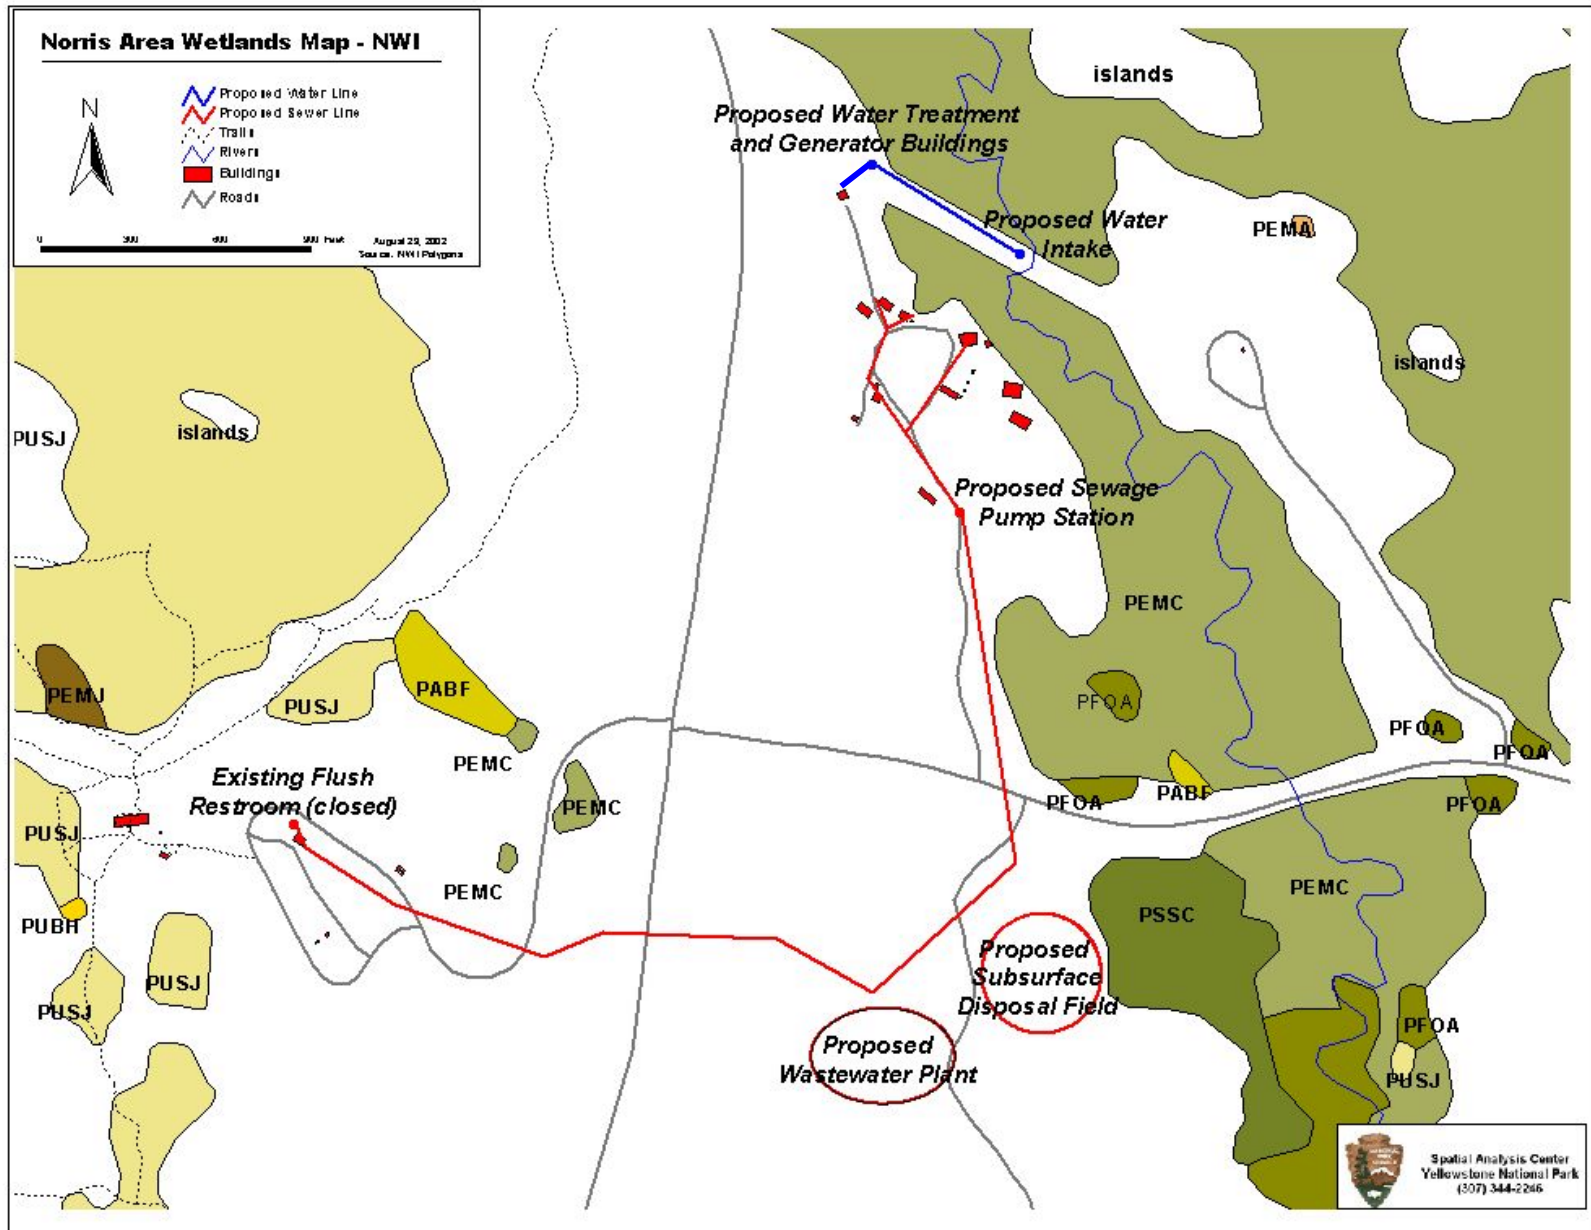 Norris Area Wetlands Map - NWI
N
Proposed Water Line
Proposed Sewer Line
Trails
Rivers
Buildings
Roads
0 300 600 900 Feet
August 29, 2002
Source: NWI Polygons
islands
Proposed Water Treatment
and Generator Buildings
Proposed Water
Intake
PEMA
islands
PUSJ
islands
Proposed Sewage
Pump Station
PEMC
PEMJ
PUSJ
PABF
PFOA
PFOA
PFOA
PEMC
Existing Flush
Restroom (closed)
PEMC
PFOA
PABF
PFOA
PUSJ
PEMC
PEMC
PSSC
PUBH
Proposed
Subsurface
Disposal Field
PUSJ
PUSJ
PFOA
Proposed
Wastewater Plant
PUSJ
Spatial Analysis Center
Yellowstone National Park
(307) 344-2246